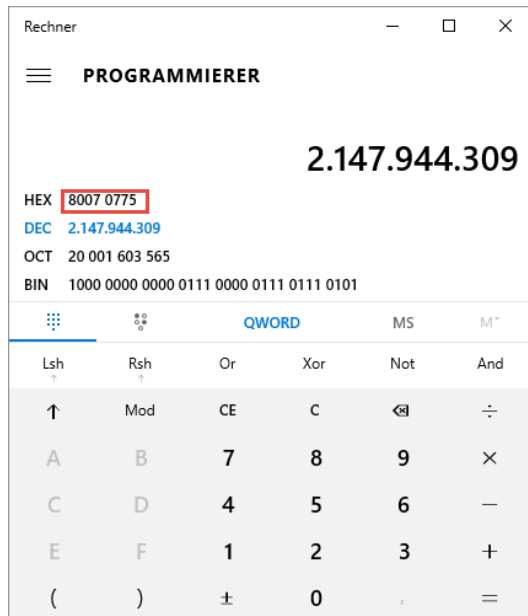 Rechner
PROGRAMMIERER
2.147.944.309
HEX 8007 0775
DEC 2.147.944.309
OCT 20 001 603 565
BIN 1000 0000 0000 0111 0000 0111 0111 0101
QWORD MS M
Lsh Rsh Or Xor Not And
↑ Mod CE C ⌫ ÷
A B 7 8 9 ×
C D 4 5 6 −
E F 1 2 3 +
( ) ± 0 , =